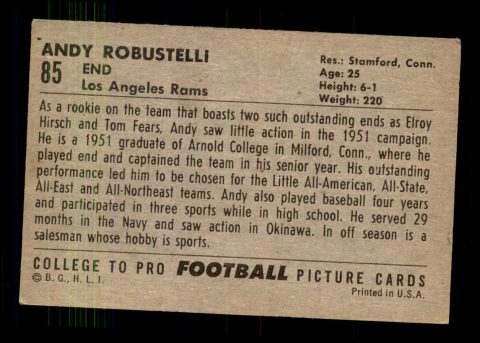 ANDY ROBUSTELLI
85 END
Los Angeles Rams
Res.: Stamford, Conn.
Age: 25
Height: 6-1
Weight: 220
As a rookie on the team that boasts two such outstanding ends as Elroy
Hirsch and Tom Fears, Andy saw little action in the 1951 campaign.
He is a 1951 graduate of Arnold College in Milford, Conn., where he
played end and captained the team in his senior year. His outstanding
performance led him to be chosen for the Little All-American, All-State,
All-East and All-Northeast teams. Andy also played baseball four years
and participated in three sports while in high school. He served 29
months in the Navy and saw action in Okinawa. In off season is a
salesman whose hobby is sports.
COLLEGE TO PRO FOOTBALL PICTURE CARDS
© B. G., H. L. I.
Printed in U.S.A.